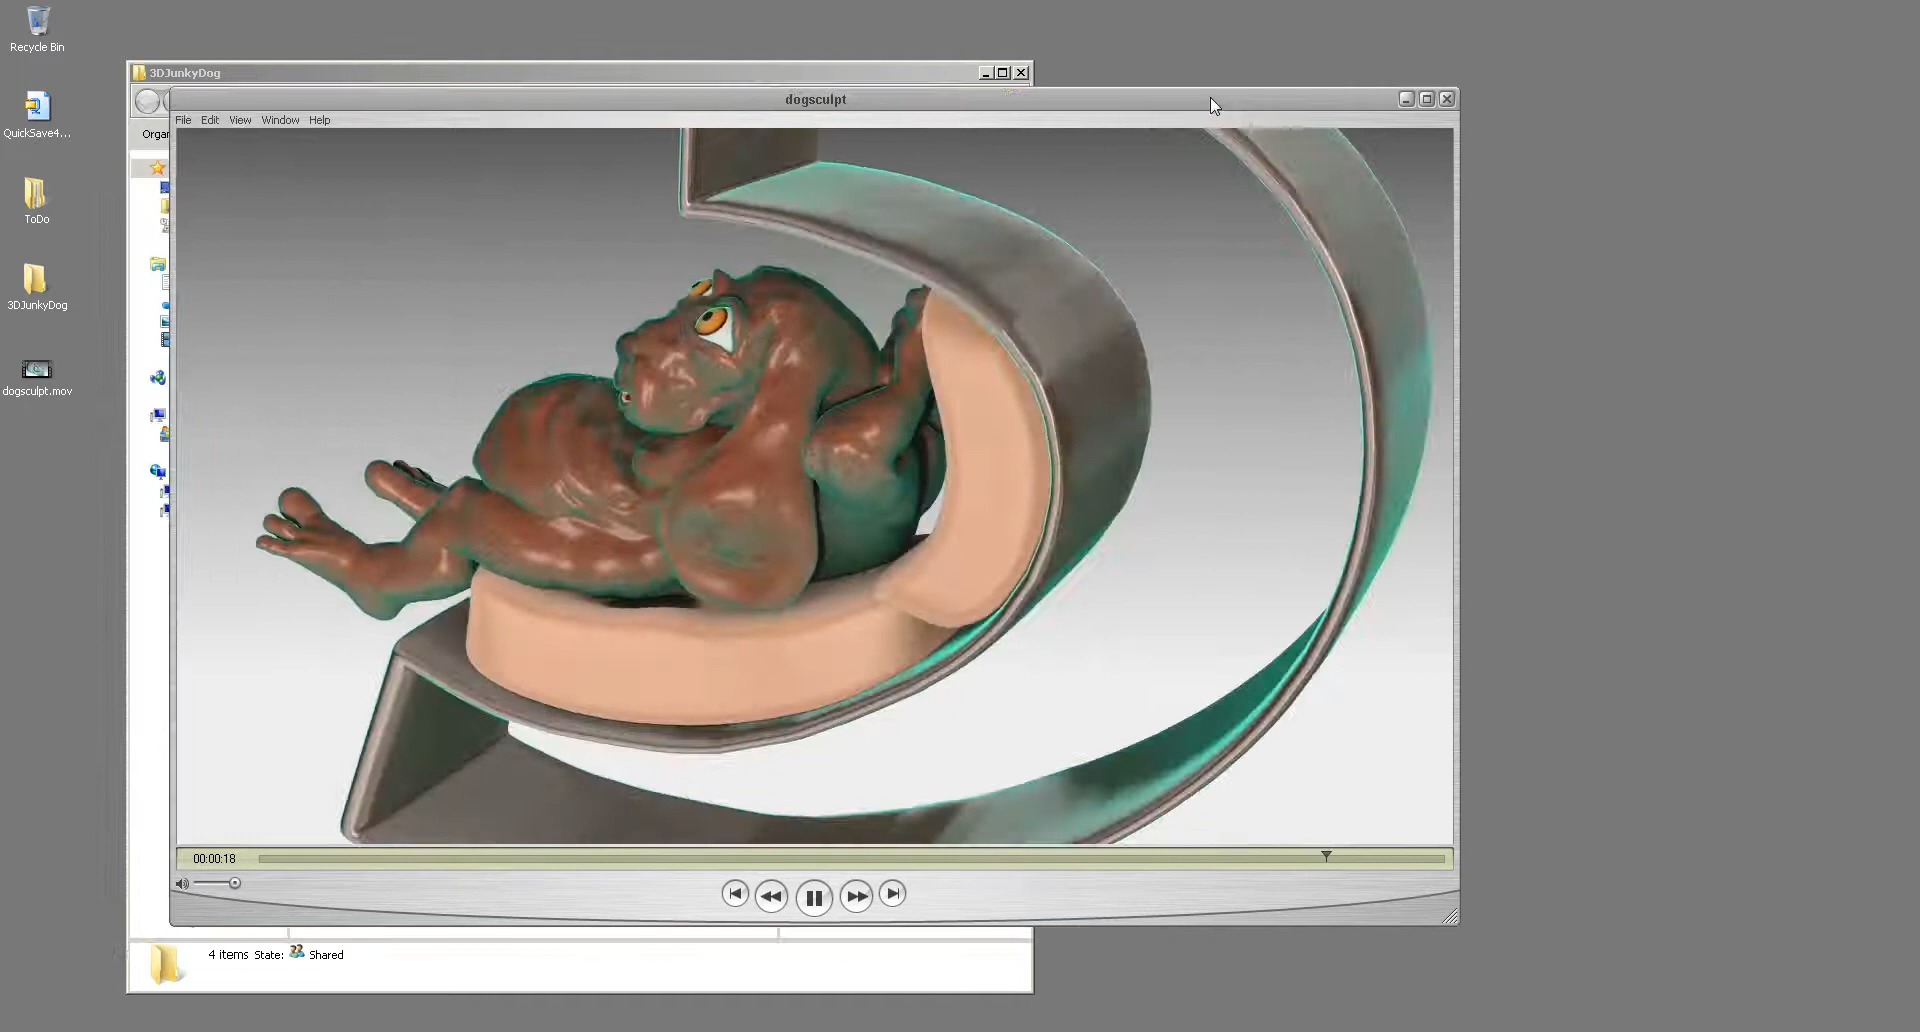 Recycle Bin
QuickSave4...
ToDo
3DJunkyDog
dogsculpt.mov
3DJunkyDog
Orgar
dogsculpt
File Edit View Window Help
00:00:18
4 items State: Shared